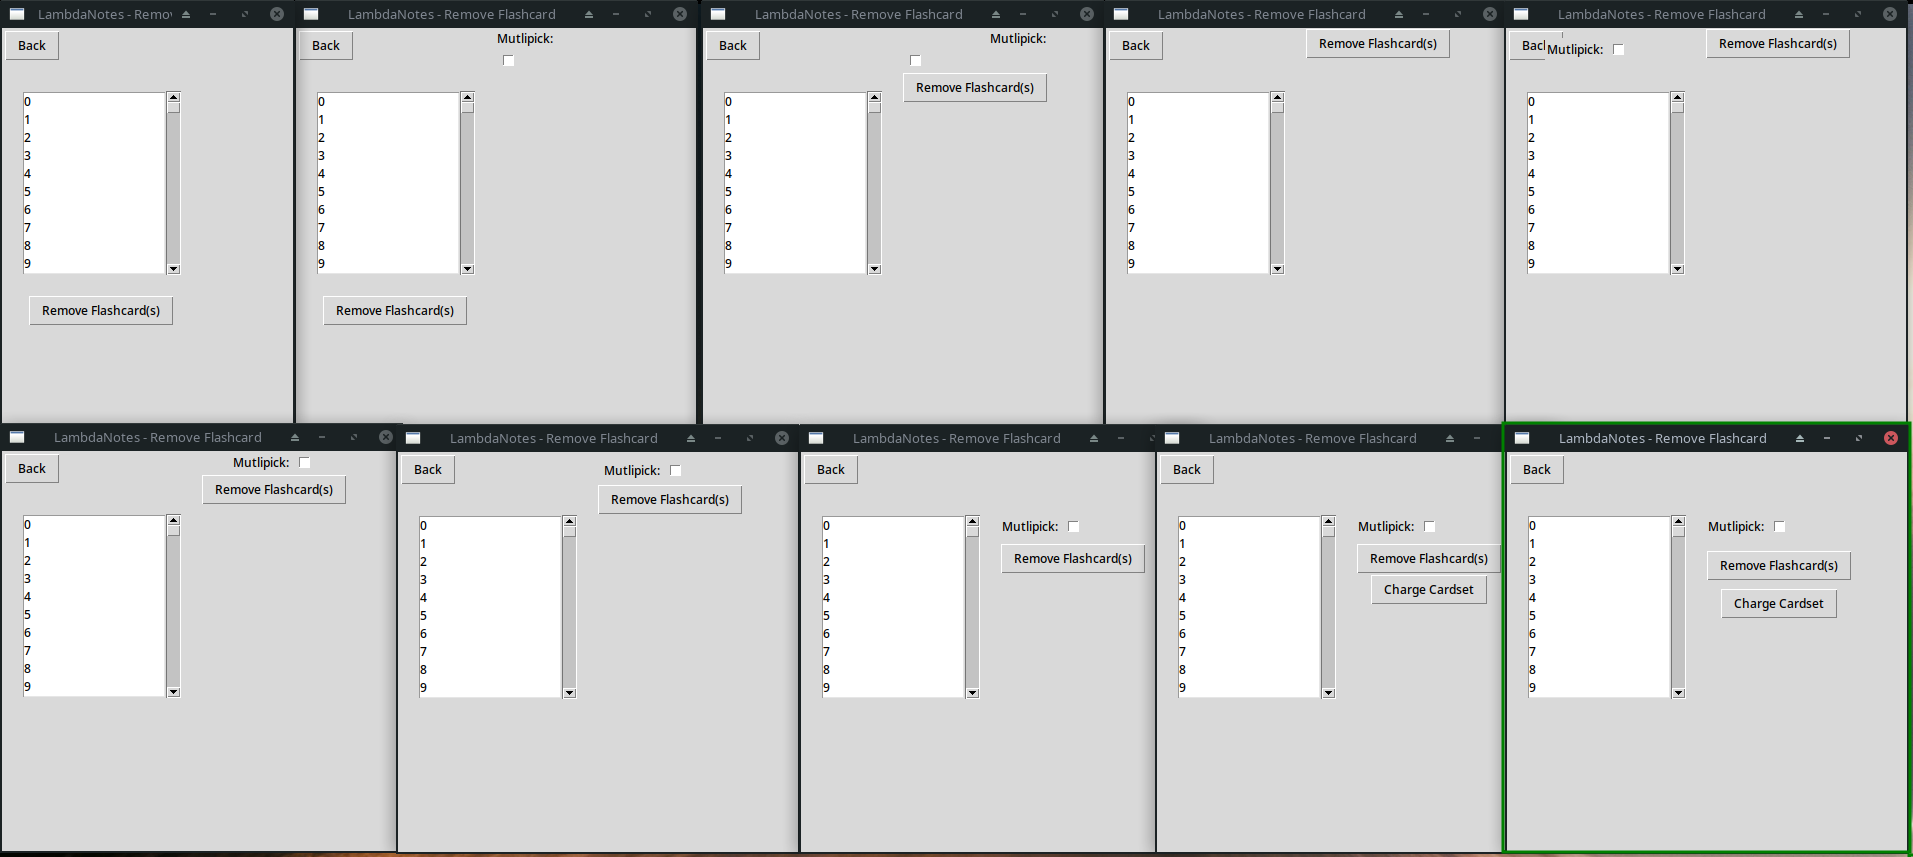 LambdaNotes - Remov
Back
0
1
2
3
4
5
6
7
8
9
Remove Flashcard(s)
LambdaNotes - Remove Flashcard
Back
Mutlipick:
0
1
2
3
4
5
6
7
8
9
Remove Flashcard(s)
LambdaNotes - Remove Flashcard
Back
Mutlipick:
Remove Flashcard(s)
0
1
2
3
4
5
6
7
8
9
LambdaNotes - Remove Flashcard
Back
Remove Flashcard(s)
0
1
2
3
4
5
6
7
8
9
LambdaNotes - Remove Flashcard
Remove Flashcard(s)
Back Mutlipick:
0
1
2
3
4
5
6
7
8
9
LambdaNotes - Remove Flashcard
Back
Mutlipick:
Remove Flashcard(s)
0
1
2
3
4
5
6
7
8
9
LambdaNotes - Remove Flashcard
Back
Mutlipick:
Remove Flashcard(s)
0
1
2
3
4
5
6
7
8
9
LambdaNotes - Remove Flashcard
Back
0
1
2
3
4
5
6
7
8
9
Mutlipick:
Remove Flashcard(s)
LambdaNotes - Remove Flashcard
Back
0
1
2
3
4
5
6
7
8
9
Mutlipick:
Remove Flashcard(s)
Charge Cardset
LambdaNotes - Remove Flashcard
Back
0
1
2
3
4
5
6
7
8
9
Mutlipick:
Remove Flashcard(s)
Charge Cardset